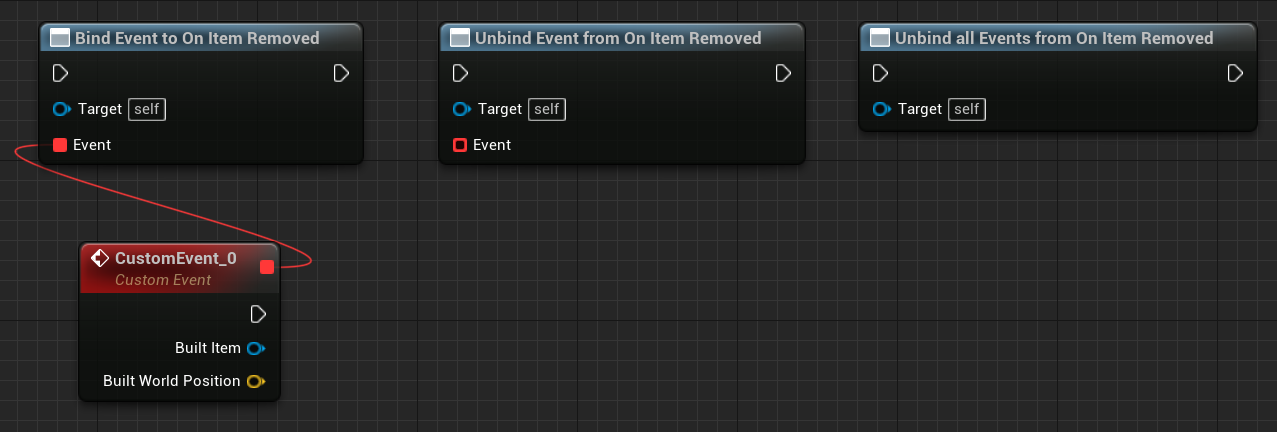 Bind Event to On Item Removed
Target self
Event
Unbind Event from On Item Removed
Target self
Event
Unbind all Events from On Item Removed
Target self
CustomEvent_0
Custom Event
Built Item
Built World Position